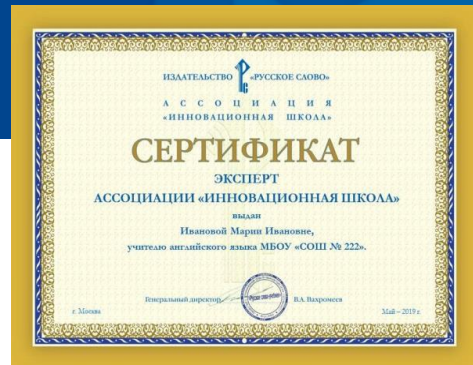 ИЗДАТЕЛЬСТВО «РУССКОЕ СЛОВО»
АССОЦИАЦИЯ
«ИННОВАЦИОННАЯ ШКОЛА»
СЕРТИФИКАТ
ЭКСПЕРТ
АССОЦИАЦИИ «ИННОВАЦИОННАЯ ШКОЛА»
выдан
Ивановой Марии Ивановне,
учителю английского языка МБОУ «СОШ № 222».
Генеральный директор В.А. Вахромеев
г. Москва Май – 2019 г.